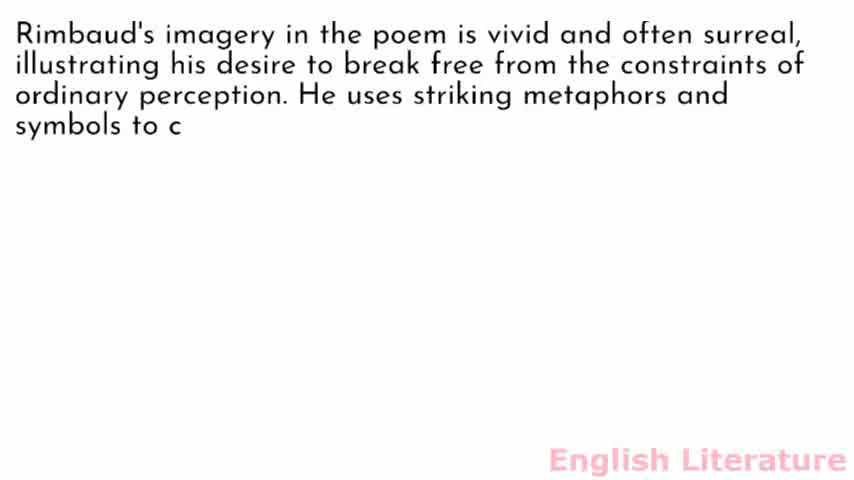 Rimbaud's imagery in the poem is vivid and often surreal,
illustrating his desire to break free from the constraints of
ordinary perception. He uses striking metaphors and
symbols to c
English Literature